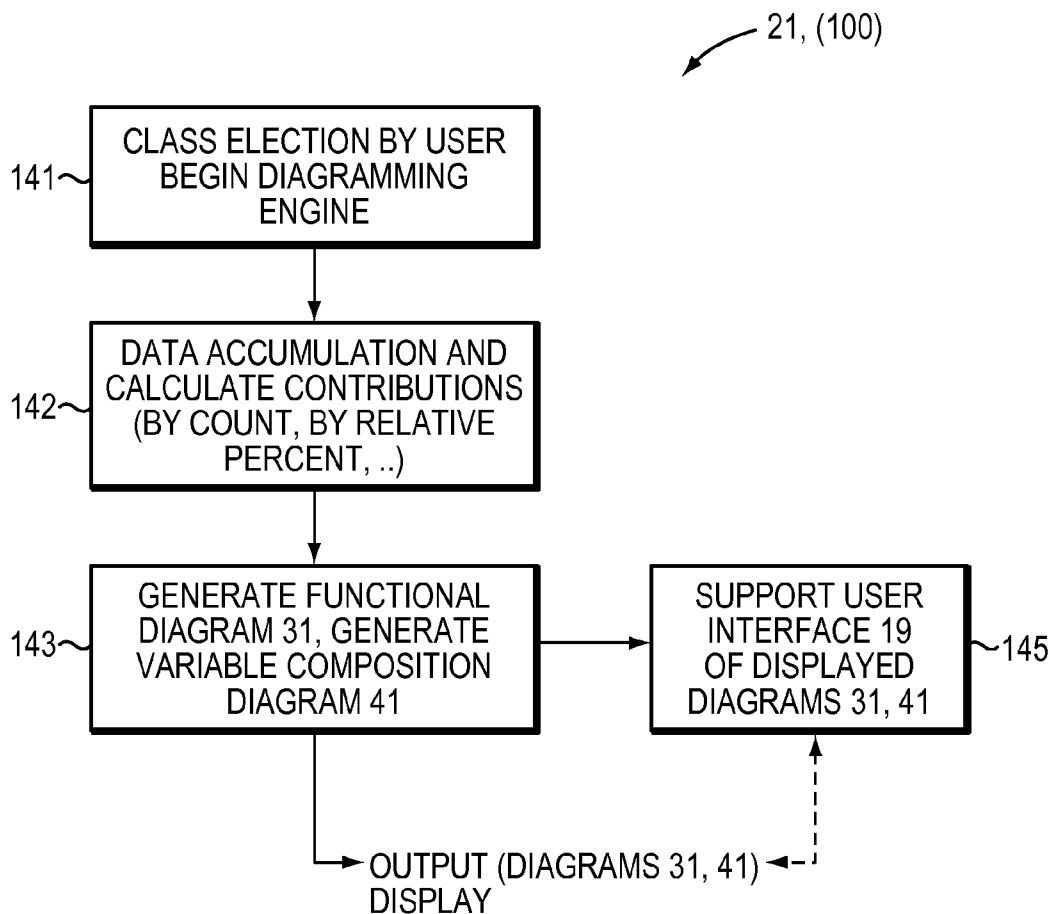 21, (100)
141
CLASS ELECTION BY USER
BEGIN DIAGRAMMING
ENGINE
142
DATA ACCUMULATION AND
CALCULATE CONTRIBUTIONS
(BY COUNT, BY RELATIVE
PERCENT, ..)
143
GENERATE FUNCTIONAL
DIAGRAM 31, GENERATE
VARIABLE COMPOSITION
DIAGRAM 41
SUPPORT USER
INTERFACE 19
OF DISPLAYED
DIAGRAMS 31, 41
145
OUTPUT (DIAGRAMS 31, 41)
DISPLAY